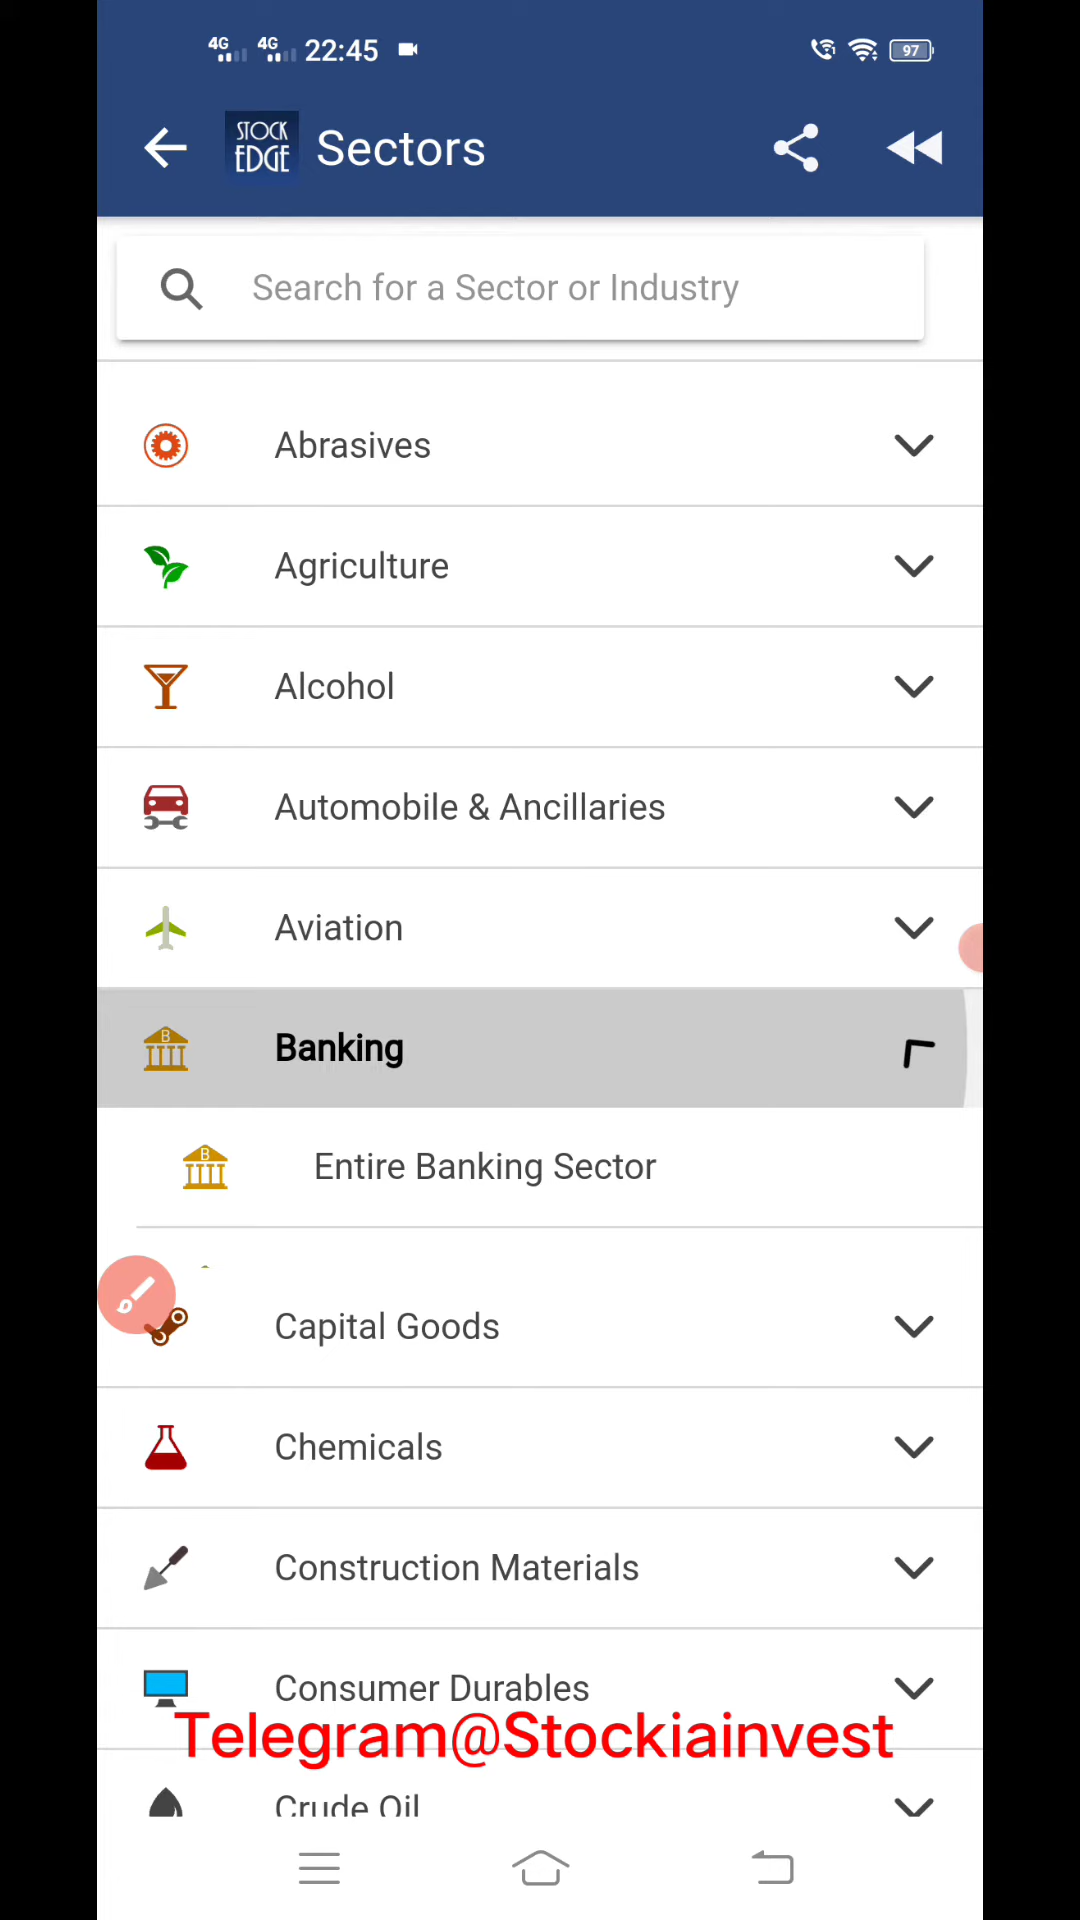 4G 4G 22:45 97
STOCK EDGE Sectors
Search for a Sector or Industry
Abrasives
Agriculture
Alcohol
Automobile & Ancillaries
Aviation
B Banking
B Entire Banking Sector
Capital Goods
Chemicals
Construction Materials
Consumer Durables
Telegram@Stockiainvest
Crude Oil